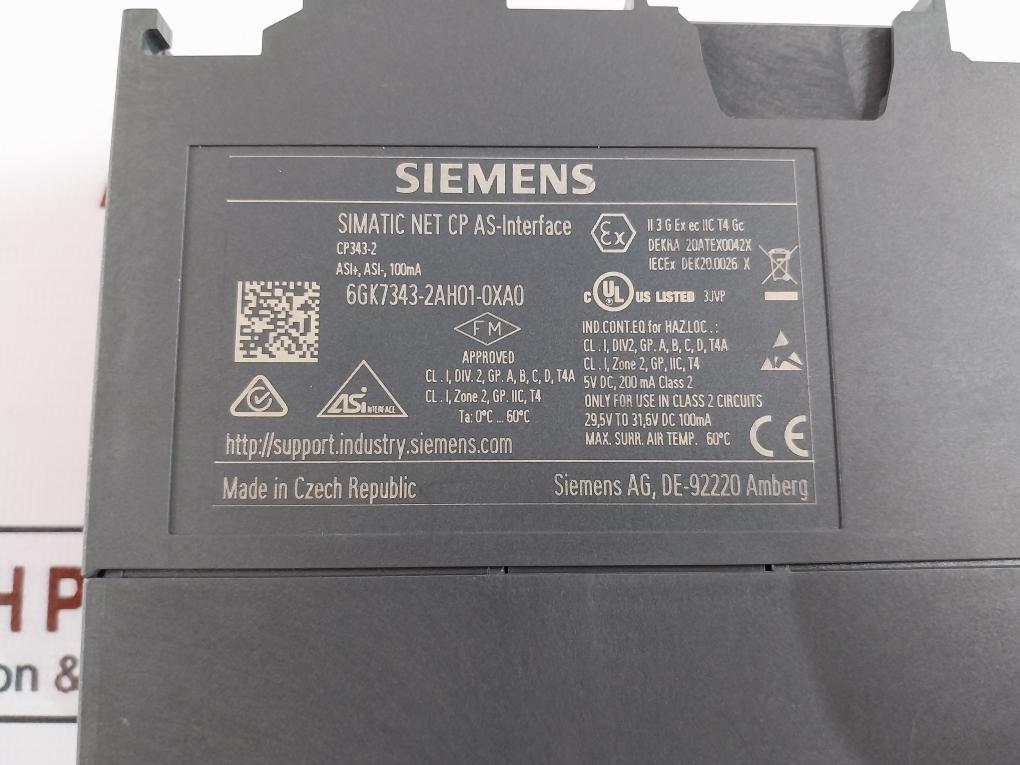 SIEMENS
SIMATIC NET CP AS-Interface
CP343-2
ASI+, ASI-, 100mA
6GK7343-2AH01-0XA0
FM
APPROVED
CL . I, DIV. 2, GP. A, B, C, D, T4A
CL . I, Zone 2, GP. IIC, T4
Ta: 0°C ... 60°C
ASi INTERFACE
http://support.industry.siemens.com
Ex
II 3 G Ex ec IIC T4 Gc
DEKRA 20ATEX0042X
IECEx DEK20.0026 X
C UL US LISTED 3JVP
IND.CONT.EQ for HAZ.LOC . :
CL . I, DIV2, GP. A, B, C, D, T4A
CL . I, Zone 2, GP, IIC, T4
5V DC, 200 mA Class 2
ONLY FOR USE IN CLASS 2 CIRCUITS
29,5V TO 31,6V DC 100mA
MAX. SURR. AIR TEMP. 60°C
CE
Made in Czech Republic
Siemens AG, DE-92220 Amberg
H P
on &